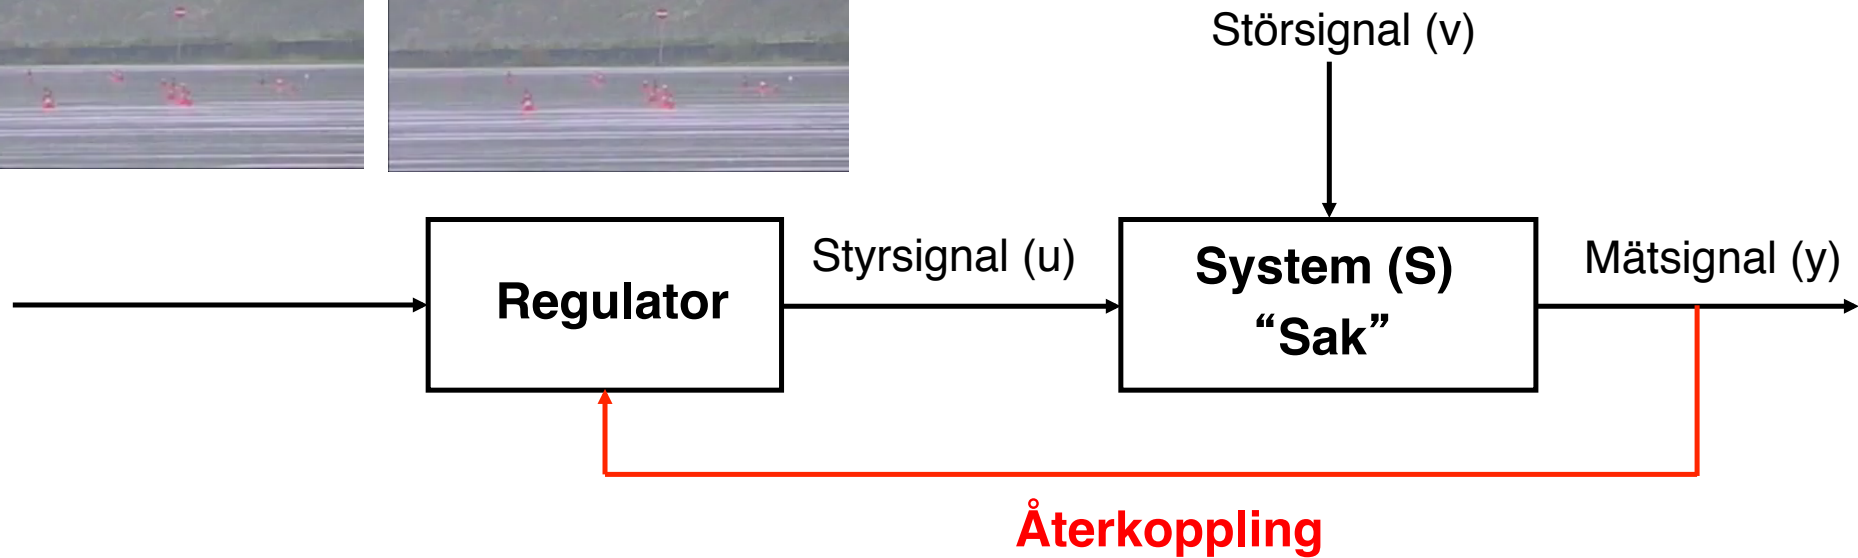 Störsignal (v)
Styrsignal (u)
Mätsignal (y)
Regulator
System (S)
“Sak”
Återkoppling